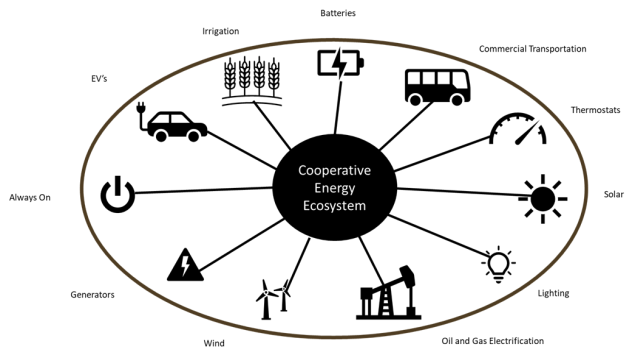 Batteries
Irrigation
Commercial Transportation
EV's
Thermostats
Cooperative
Energy
Ecosystem
Always On
Solar
Generators
Lighting
Wind
Oil and Gas Electrification